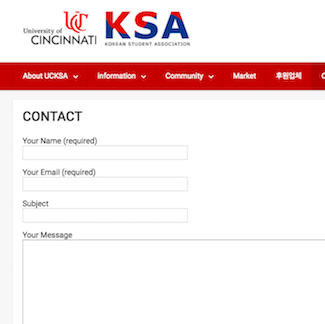 University of
CINCINNATI
KSA
KOREAN STUDENT ASSOCIATION
About UCKSA Information Community Market 후원업체
CONTACT
Your Name (required)
Your Email (required)
Subject
Your Message